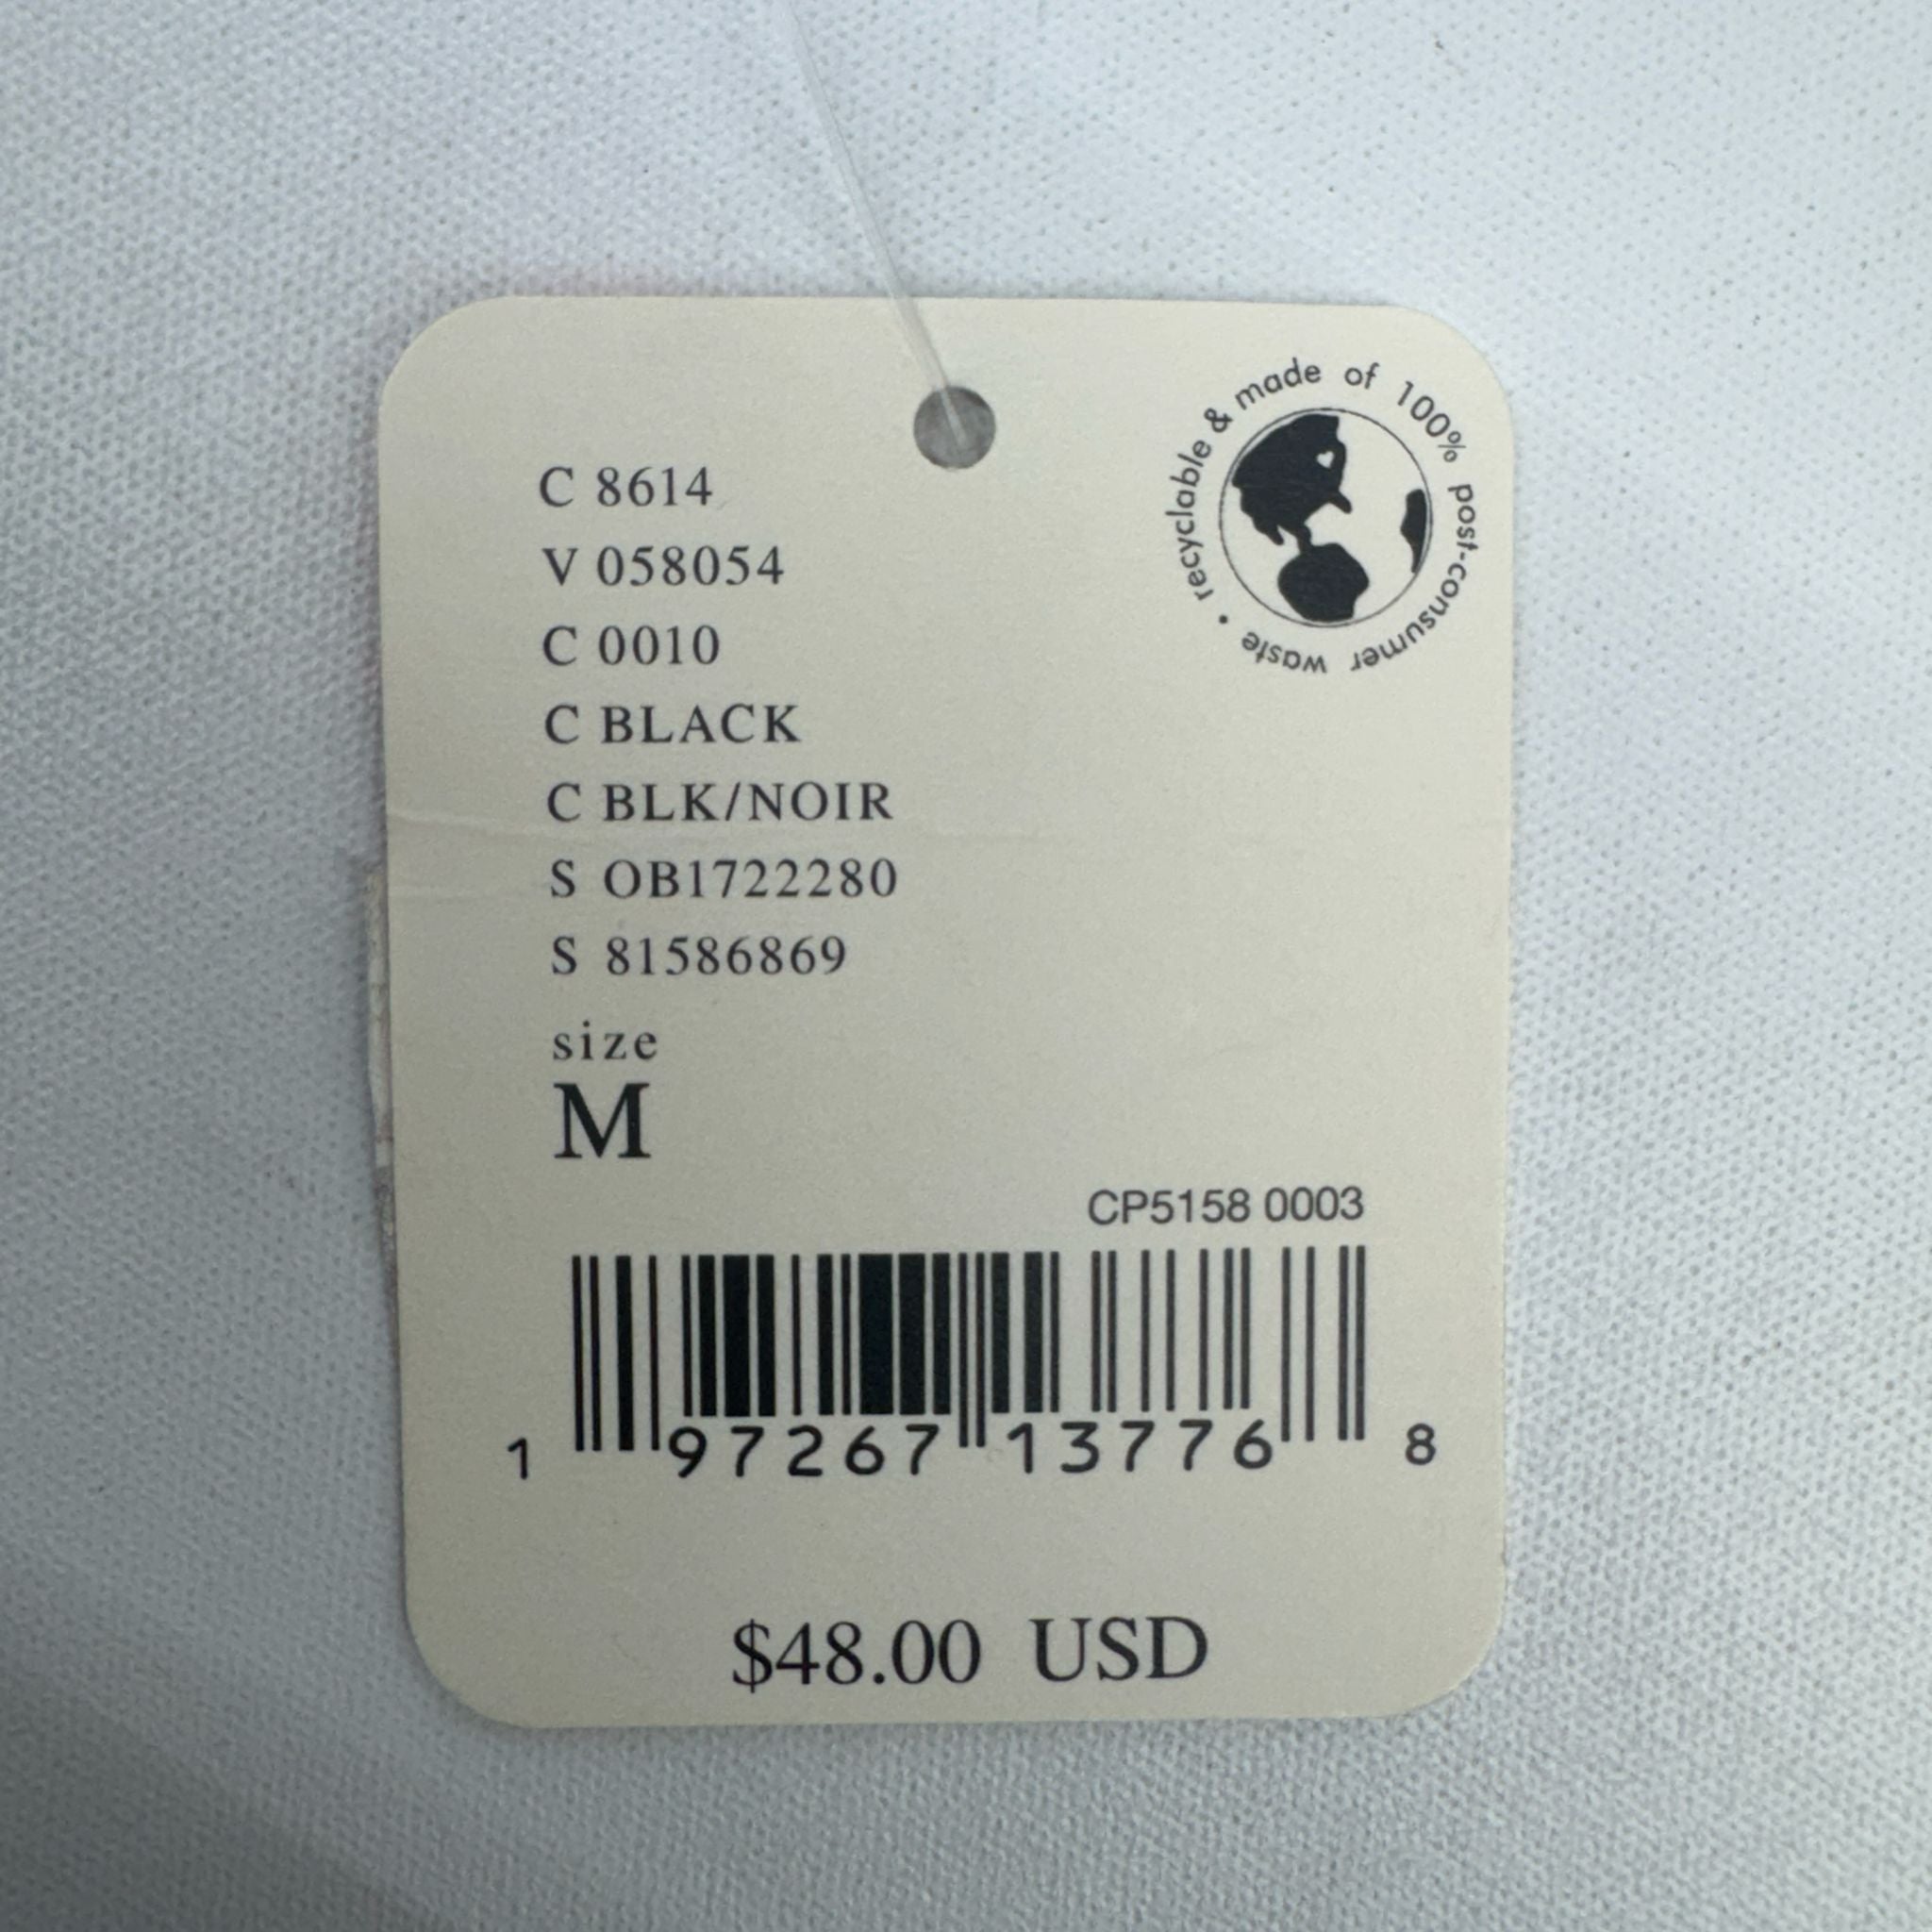 recyclable & made of 100% post-consumer waste •
C 8614
V 058054
C 0010
C BLACK
C BLK/NOIR
S OB1722280
S 81586869
size
M
CP5158 0003
1 97267 13776 8
$48.00 USD